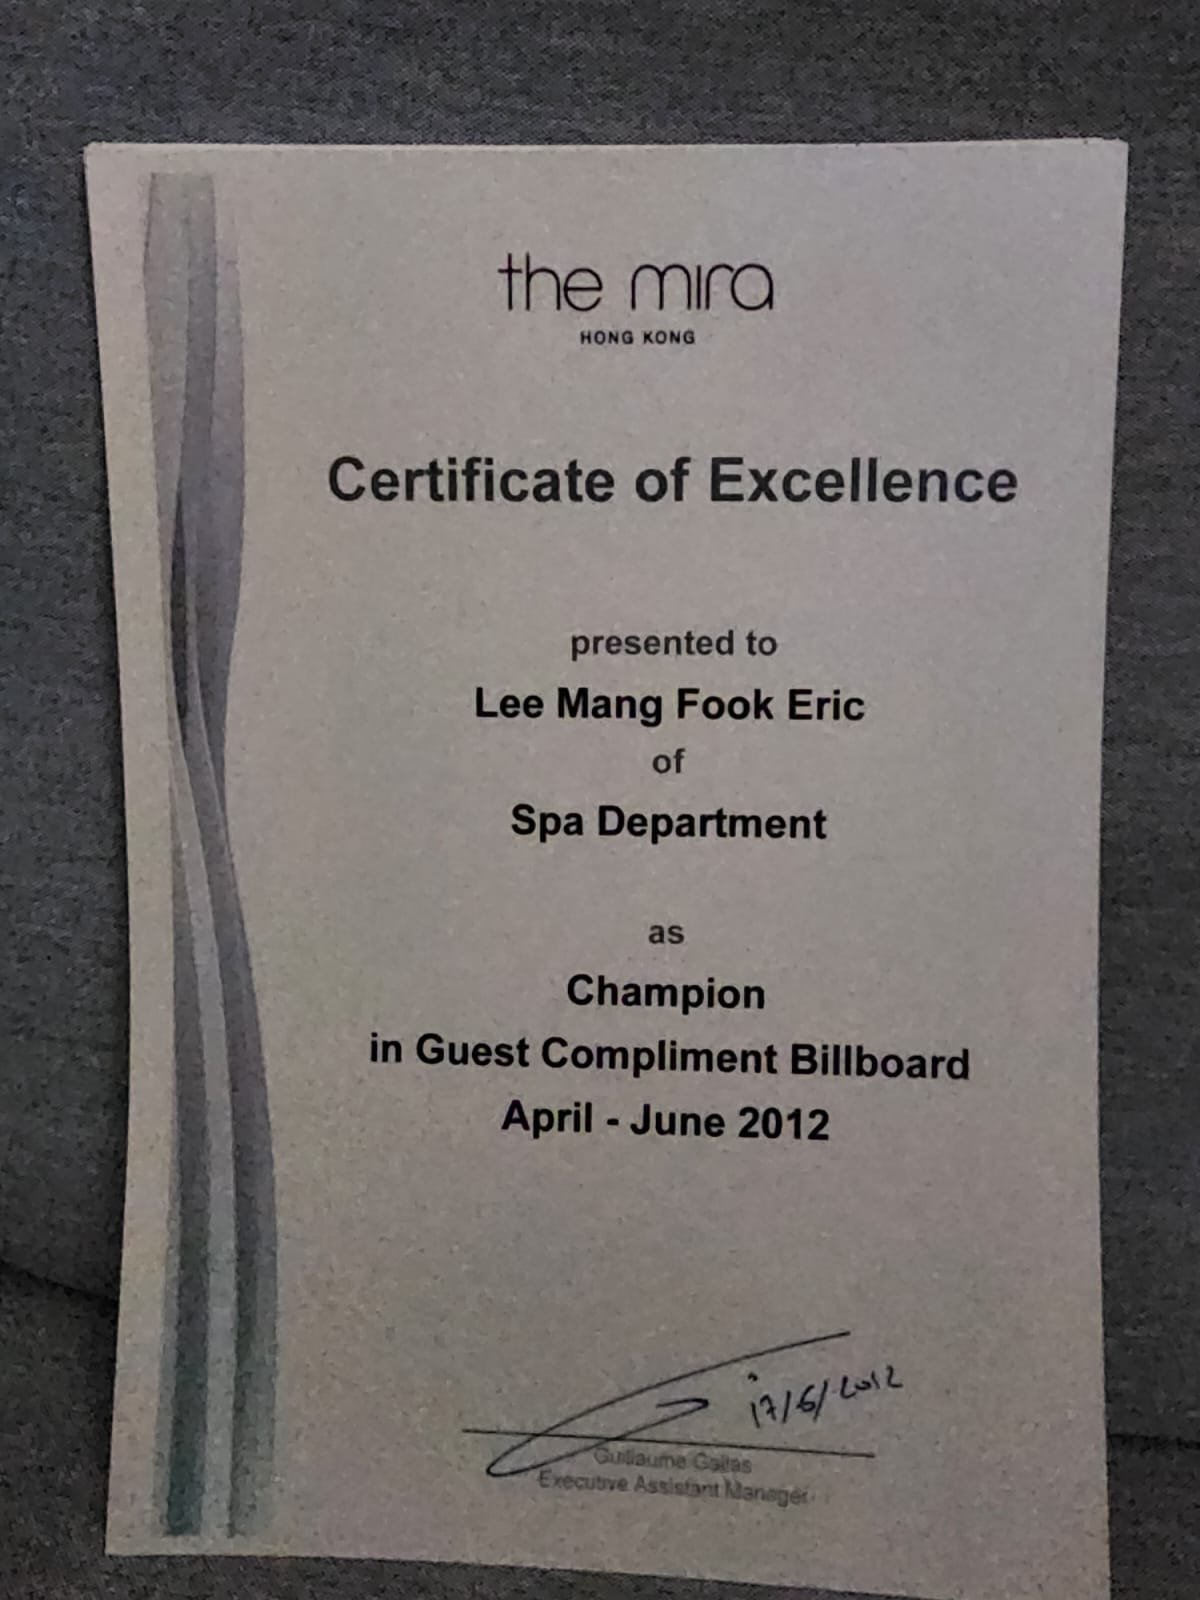 the mira
HONG KONG
Certificate of Excellence
presented to
Lee Mang Fook Eric
of
Spa Department
as
Champion
in Guest Compliment Billboard
April - June 2012
17/6/2012
Guillaume Gallas
Executive Assistant Manager